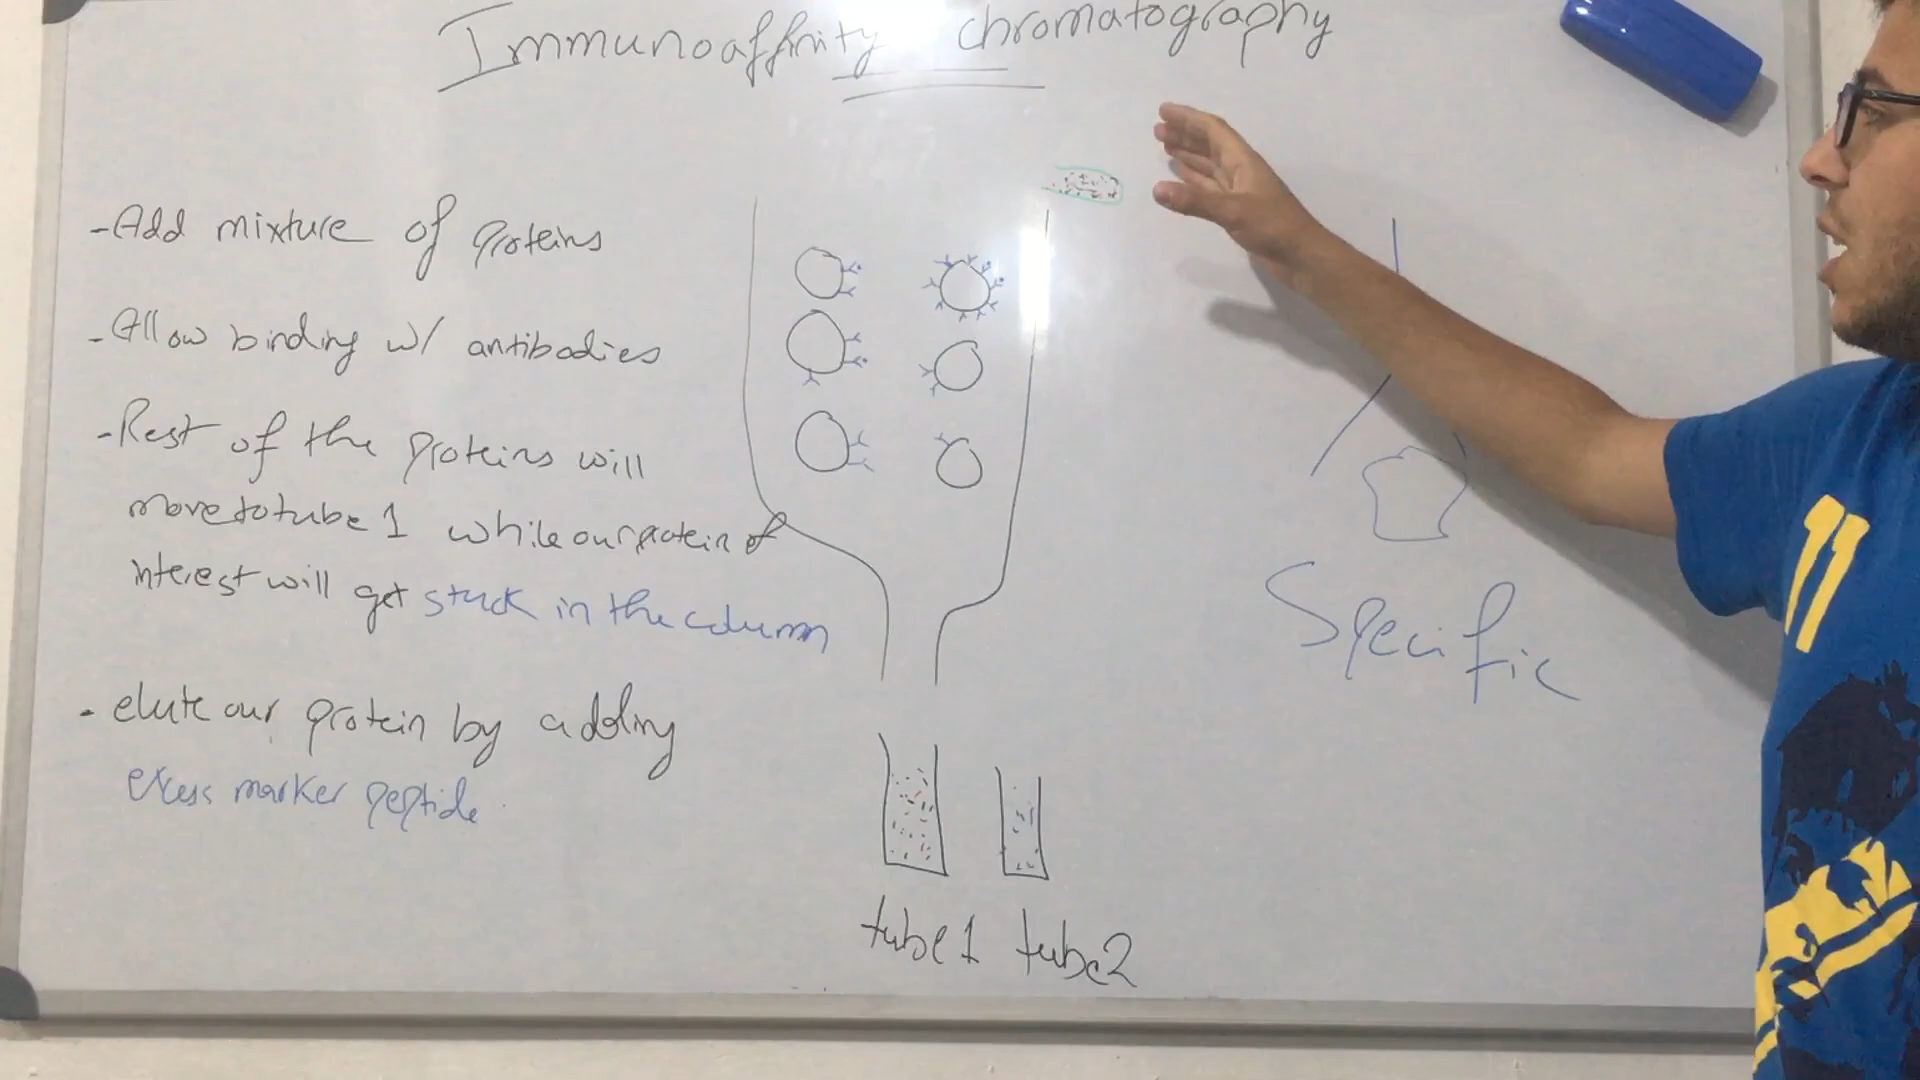 Immunoaffinity chromatography
-Add mixture of proteins
-Allow binding w/ antibodies
-Rest of the proteins will
move to tube 1 while our protein of
interest will get stuck in the column
- elute our protein by adding
excess marker peptide
Specific
tube 1 tube 2